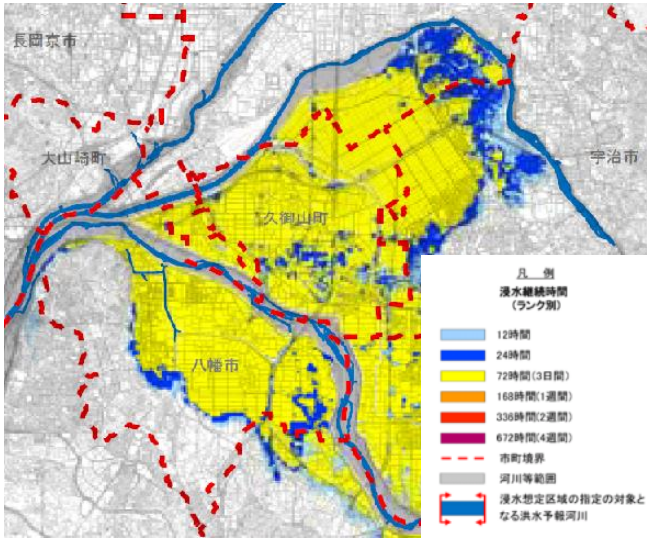 長岡京市
大山崎町
宇治市
久御山町
八幡市
凡 例
浸水継続時間
(ランク別)
12時間
24時間
72時間(3日間)
168時間(1週間)
336時間(2週間)
672時間(4週間)
市町境界
河川等範囲
浸水想定区域の指定の対象と
なる洪水予報河川